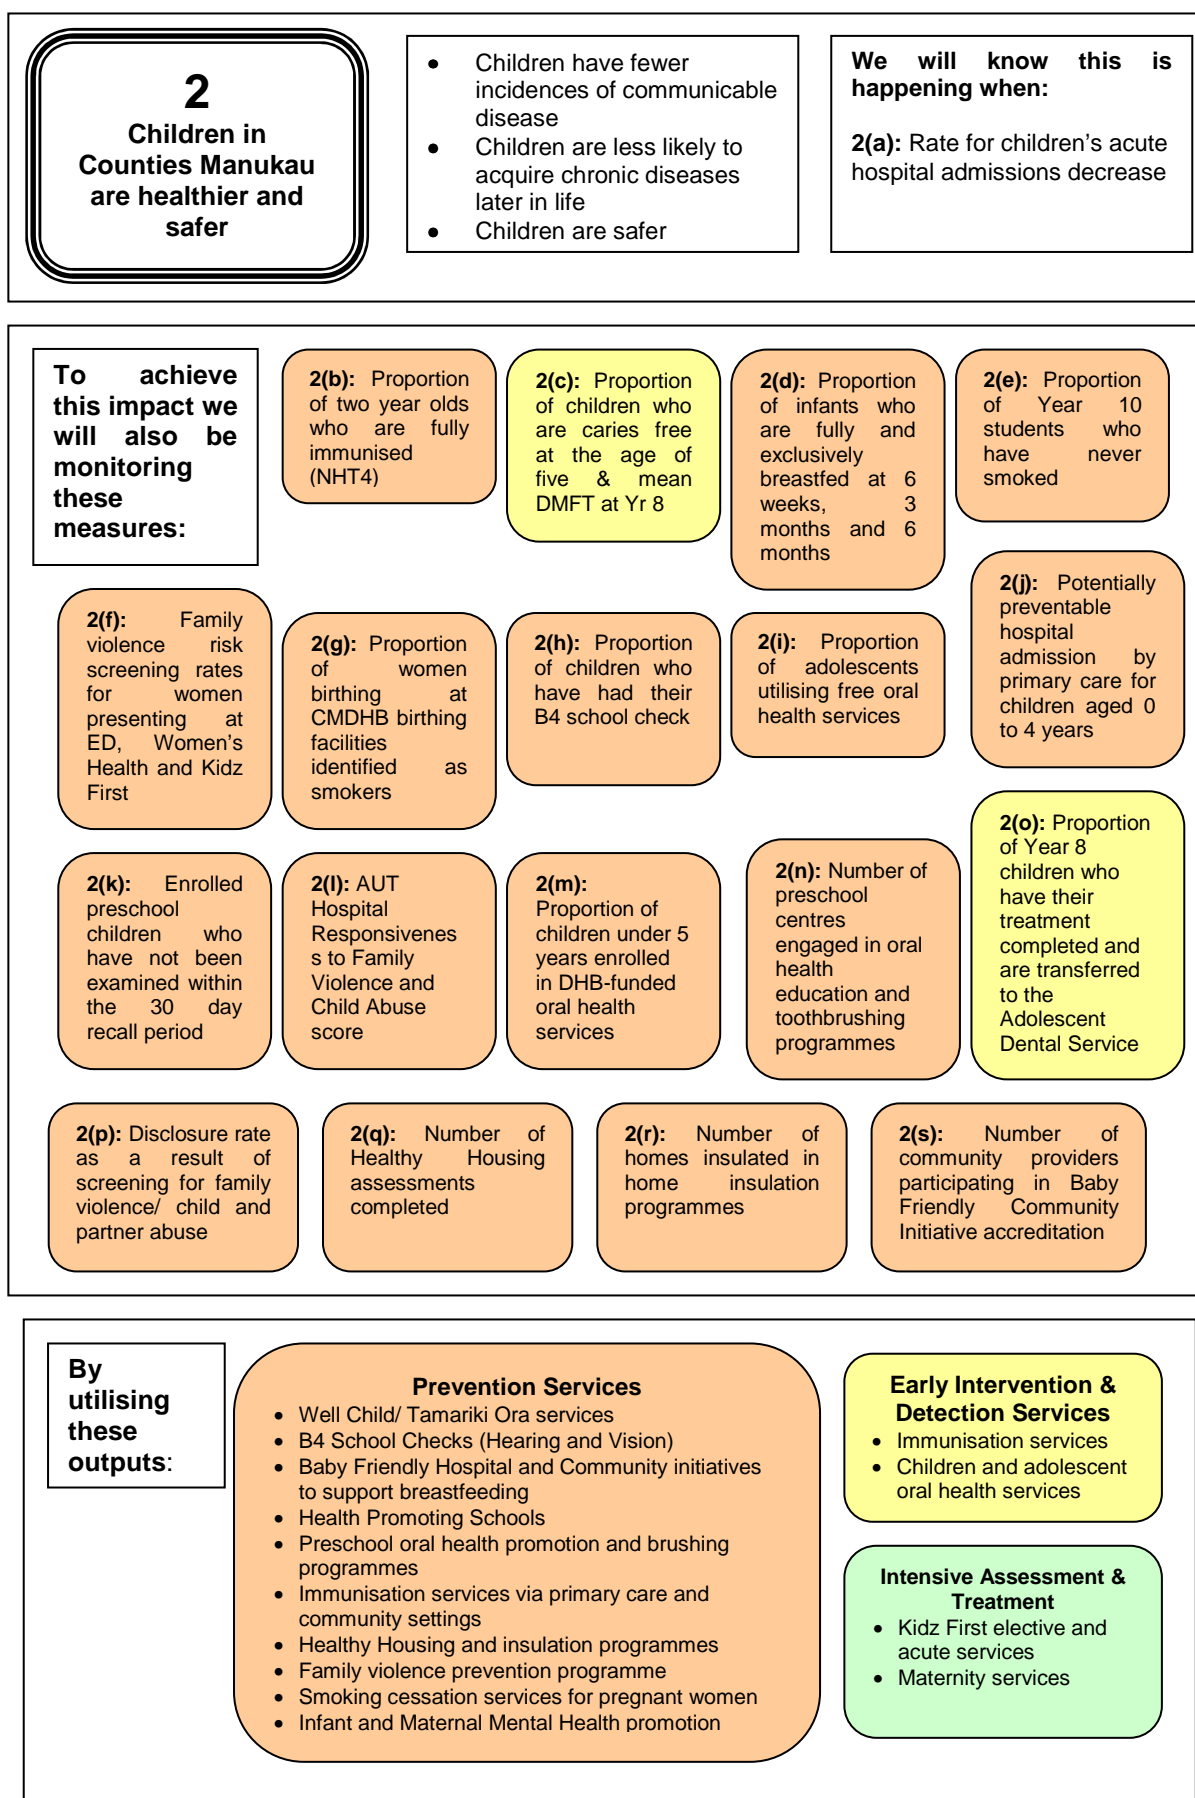 2
Children in
Counties Manukau
are healthier and
safer
• Children have fewer
incidences of communicable
disease
• Children are less likely to
acquire chronic diseases
later in life
• Children are safer
We will know this is
happening when:
2(a): Rate for children's acute
hospital admissions decrease
To achieve
this impact we
will also be
monitoring
these
measures:
2(b): Proportion
of two year olds
who are fully
immunised
(NHT4)
2(c): Proportion
of children who
are caries free
at the age of
five & mean
DMFT at Yr 8
2(d): Proportion
of infants who
are fully and
exclusively
breastfed at 6
weeks, 3
months and 6
months
2(e): Proportion
of Year 10
students who
have never
smoked
2(f): Family
violence risk
screening rates
for women
presenting at
ED, Women's
Health and Kidz
First
2(g): Proportion
of women
birthing at
CMDHB birthing
facilities
identified as
smokers
2(h): Proportion
of children who
have had their
B4 school check
2(i): Proportion
of adolescents
utilising free oral
health services
2(j): Potentially
preventable
hospital
admission by
primary care for
children aged 0
to 4 years
2(k): Enrolled
preschool
children who
have not been
examined within
the 30 day
recall period
2(l): AUT
Hospital
Responsivenes
s to Family
Violence and
Child Abuse
score
2(m):
Proportion of
children under 5
years enrolled
in DHB-funded
oral health
services
2(n): Number of
preschool
centres
engaged in oral
health
education and
toothbrushing
programmes
2(o): Proportion
of Year 8
children who
have their
treatment
completed and
are transferred
to the
Adolescent
Dental Service
2(p): Disclosure rate
as a result of
screening for family
violence/ child and
partner abuse
2(q): Number of
Healthy Housing
assessments
completed
2(r): Number of
homes insulated in
home insulation
programmes
2(s): Number of
community providers
participating in Baby
Friendly Community
Initiative accreditation
By
utilising
these
outputs:
Prevention Services
• Well Child/ Tamariki Ora services
• B4 School Checks (Hearing and Vision)
• Baby Friendly Hospital and Community initiatives
to support breastfeeding
• Health Promoting Schools
• Preschool oral health promotion and brushing
programmes
• Immunisation services via primary care and
community settings
• Healthy Housing and insulation programmes
• Family violence prevention programme
• Smoking cessation services for pregnant women
• Infant and Maternal Mental Health promotion
Early Intervention &
Detection Services
• Immunisation services
• Children and adolescent
oral health services
Intensive Assessment &
Treatment
• Kidz First elective and
acute services
• Maternity services